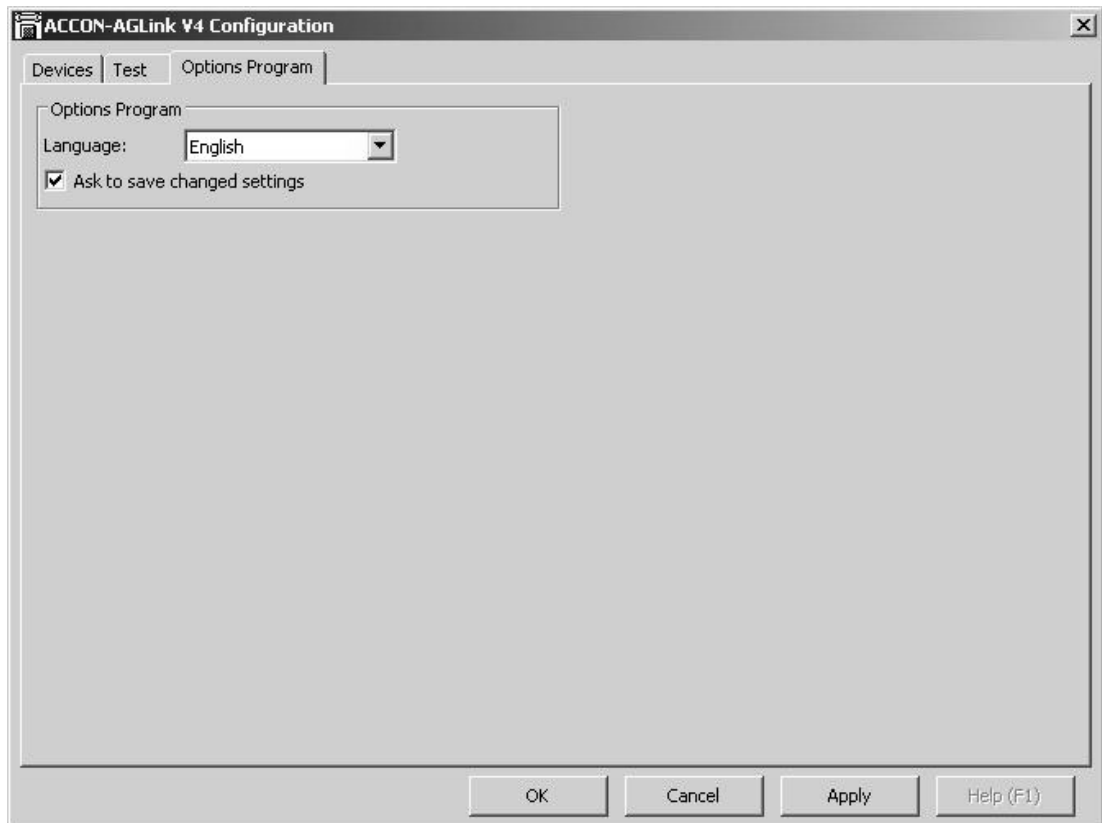 ACCON-AGLink V4 Configuration
Devices Test Options Program
Options Program
Language: English
Ask to save changed settings
OK Cancel Apply Help (F1)